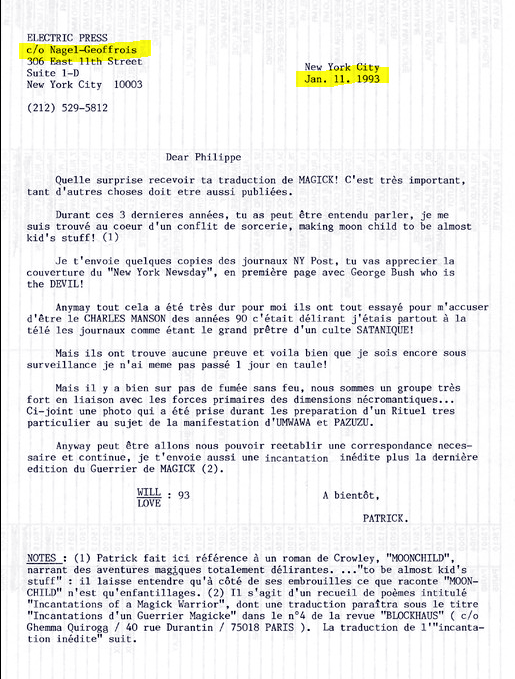 ELECTRIC PRESS
c/o Nagel-Geoffrois
306 East 11th Street
Suite 1-D
New York City 10003
(212) 529-5812
New York City
Jan. 11. 1993
Dear Philippe
Quelle surprise recevoir ta traduction de MAGICK! C'est très important,
tant d'autres choses doit etre aussi publiées.
Durant ces 3 dernieres années, tu as peut être entendu parler, je me
suis trouvé au coeur d'un conflit de sorcerie, making moon child to be almost
kid's stuff! (1)
Je t'envoie quelques copies des journaux NY Post, tu vas apprecier la
couverture du "New York Newsday", en première page avec George Bush who is
the DEVIL!
Anymay tout cela a été très dur pour moi ils ont tout essayé pour m'accuser
d'être le CHARLES MANSON des années 90 c'était délirant j'étais partout à la
télé les journaux comme étant le grand prêtre d'un culte SATANIQUE!
Mais ils ont trouve aucune preuve et voila bien que je sois encore sous
surveillance je n'ai meme pas passé 1 jour en taule!
Mais il y a bien sur pas de fumée sans feu, nous sommes un groupe très
fort en liaison avec les forces primaires des dimensions nécromantiques...
Ci-joint une photo qui a été prise durant les preparation d'un Rituel tres
particulier au sujet de la manifestation d'UMWAWA et PAZUZU.
Anyway peut être allons nous pouvoir reetablir une correspondance neces-
saire et continue, je t'envoie aussi une incantation inédite plus la dernière
edition du Guerrier de MAGICK (2).
WILL
LOVE : 93
A bientôt,
PATRICK.
NOTES : (1) Patrick fait ici référence à un roman de Crowley, "MOONCHILD",
narrant des aventures magiques totalement délirantes. ..."to be almost kid's
stuff" : il laisse entendre qu'à côté de ses embrouilles ce que raconte "MOON-
CHILD" n'est qu'enfantillages. (2) Il s'agit d'un recueil de poèmes intitulé
"Incantations of a Magick Warrior", dont une traduction paraîtra sous le titre
"Incantations d'un Guerrier Magicke" dans le n°4 de la revue "BLOCKHAUS" ( c/o
Ghemma Quirogg / 40 rue Durantin / 75018 PARIS ). La traduction de l'"incanta-
tion inédite" suit.